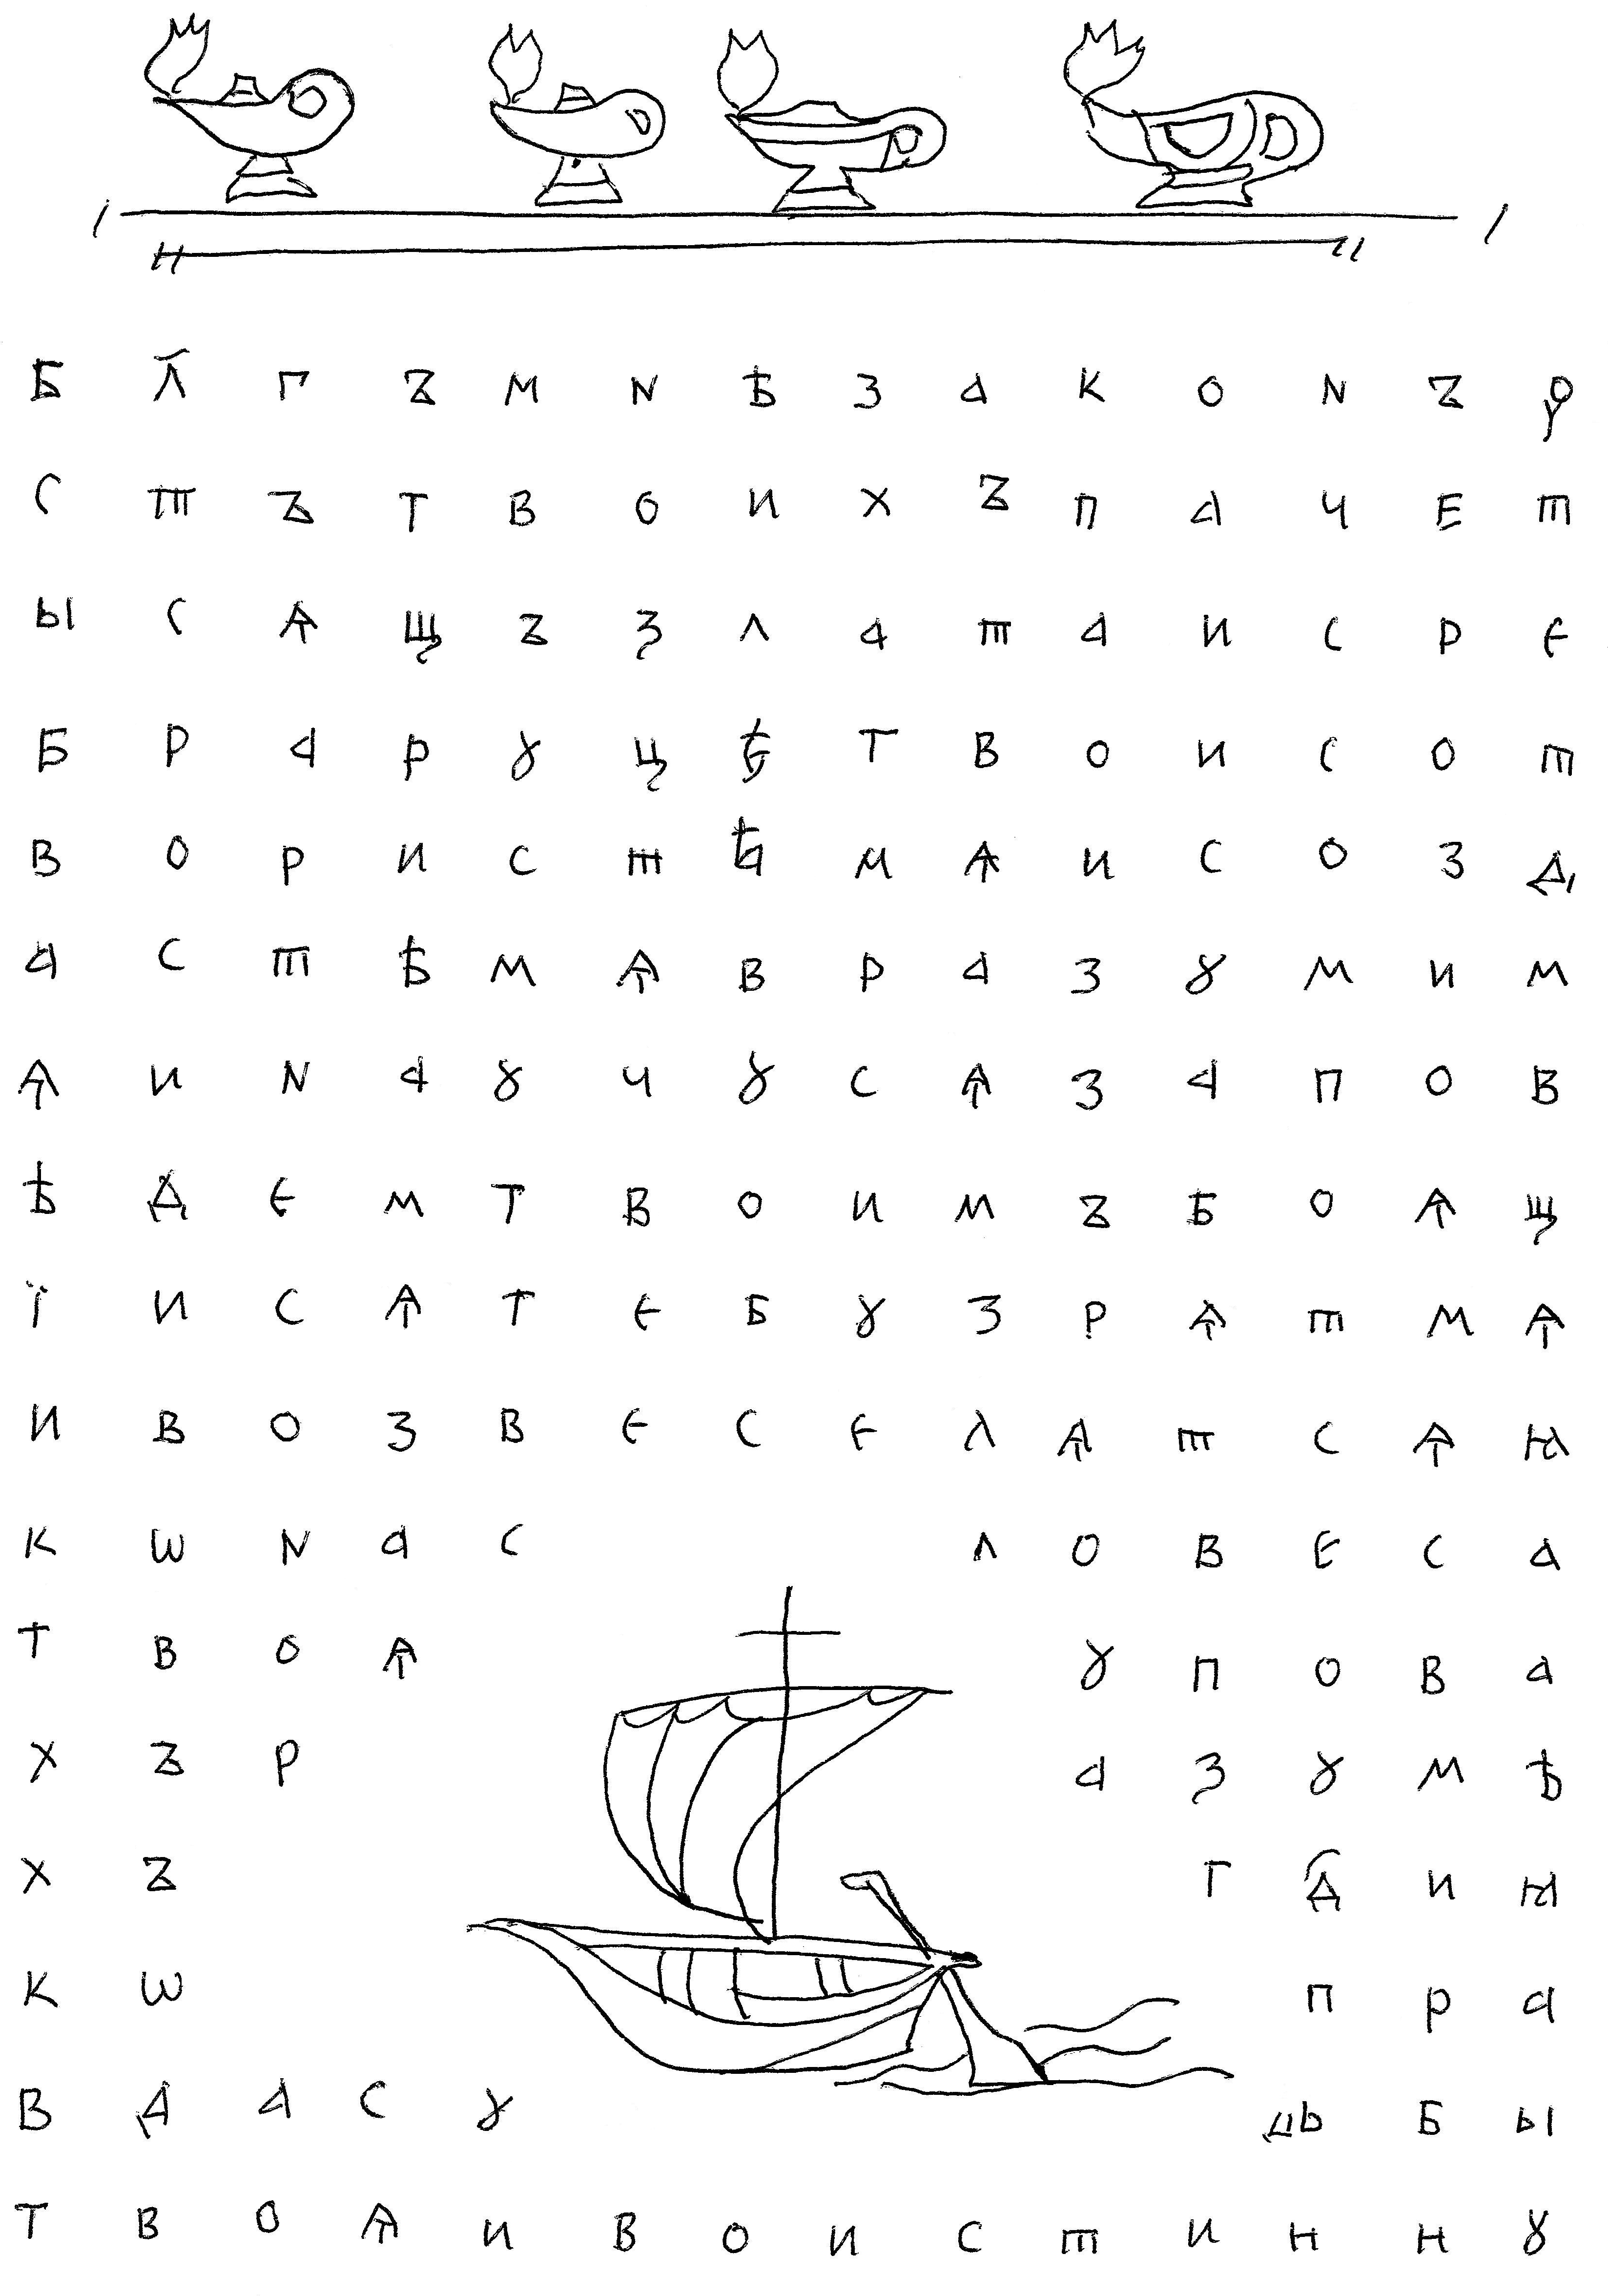 Б Л҃ Г Ъ М N Ѣ З А К О N Ъ Ꙋ
С Т Ъ Т В О И Х Ъ П А Ч Е Т
Ы С Ѧ Щ Ъ З Л А Т А И С Р Е
Б Р А Р Ꙋ Ц Ѣ Т В О И С О Т
В О Р И С Т Ѣ М Ѧ И С О З Д
А С Т Ѣ М Ѧ В Р А З Ꙋ М И М
Ѧ И N А Ꙋ Ч Ꙋ С Ѧ З А П О В
Ѣ Д Е М Т В О И М Ъ Б О Ѧ Щ
Ї И С Ѧ Т Е Б Ꙋ З Р Ѧ Т М Ѧ
И В О З В Е С Е Л Ѧ Т С Ѧ Ꙗ
К Ѡ N А С Л О В Е С А
Т В О Ѧ Ꙋ П О В А
Х Ъ Р А З Ꙋ М Ѣ
Х Ъ Г Д҃ И Ꙗ
К Ѡ П Р А
В Д А С Ꙋ ДЬ Б Ы
Т В О Ѧ И В О И С Т И Н Н Ꙋ